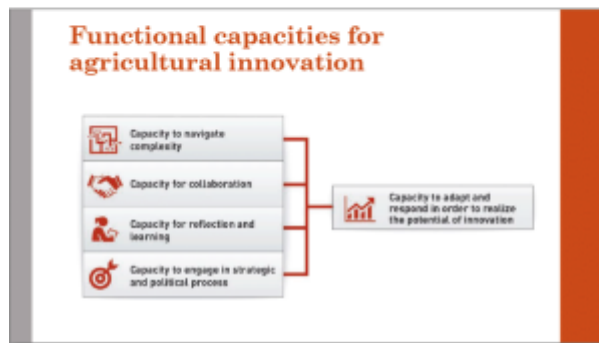 Functional capacities for
agricultural innovation
Capacity to navigate
complexity
Capacity for collaboration
Capacity for reflection and
learning
Capacity to engage in strategic
and political process
Capacity to adapt and
respond in order to realize
the potential of innovation